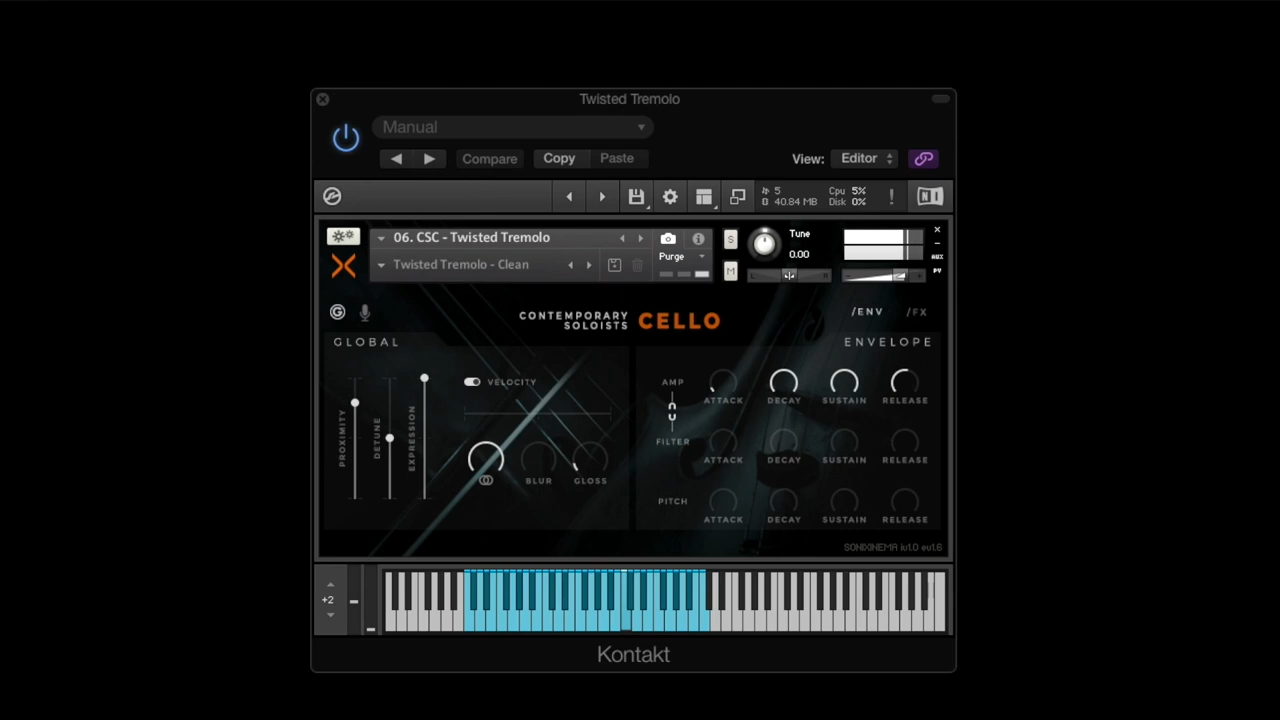 Twisted Tremolo
Manual
Compare
Copy
Paste
View:
Editor
5
40.84 MB
Cpu 5%
Disk 0%
!
NI
06. CSC - Twisted Tremolo
Twisted Tremolo - Clean
Purge
S
M
Tune
0.00
L
R
AUX
PV
G
CONTEMPORARY
SOLOISTS
CELLO
/ENV
/FX
GLOBAL
PROXIMITY
DETUNE
EXPRESSION
VELOCITY
BLUR
GLOSS
ENVELOPE
AMP
FILTER
ATTACK DECAY SUSTAIN RELEASE
ATTACK DECAY SUSTAIN RELEASE
PITCH
ATTACK DECAY SUSTAIN RELEASE
+2
Kontakt